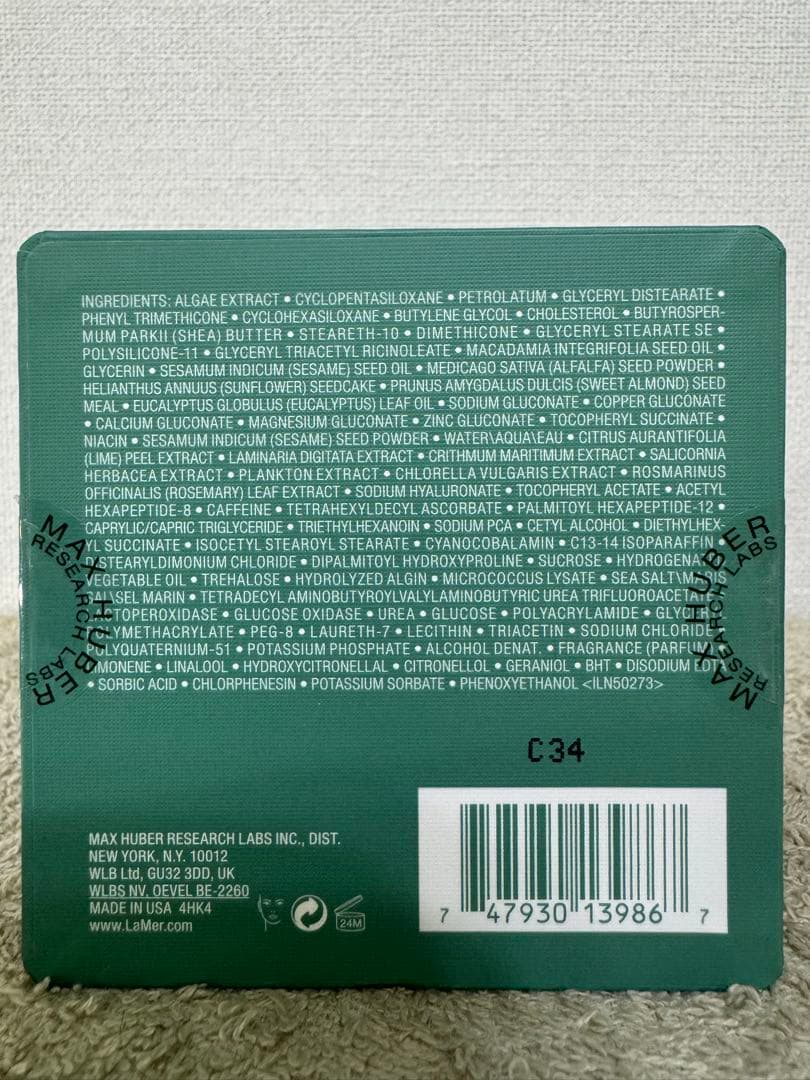 INGREDIENTS: ALGAE EXTRACT • CYCLOPENTASILOXANE • PETROLATUM • GLYCERYL DISTEARATE •
PHENYL TRIMETHICONE • CYCLOHEXASILOXANE • BUTYLENE GLYCOL • CHOLESTEROL • BUTYROSPER-
MUM PARKII (SHEA) BUTTER • STEARETH-10 • DIMETHICONE • GLYCERYL STEARATE SE •
POLYSILICONE-11 • GLYCERYL TRIACETYL RICINOLEATE • MACADAMIA INTEGRIFOLIA SEED OIL •
GLYCERIN • SESAMUM INDICUM (SESAME) SEED OIL • MEDICAGO SATIVA (ALFALFA) SEED POWDER •
HELIANTHUS ANNUUS (SUNFLOWER) SEEDCAKE • PRUNUS AMYGDALUS DULCIS (SWEET ALMOND) SEED
MEAL • EUCALYPTUS GLOBULUS (EUCALYPTUS) LEAF OIL • SODIUM GLUCONATE • COPPER GLUCONATE
• CALCIUM GLUCONATE • MAGNESIUM GLUCONATE • ZINC GLUCONATE • TOCOPHERYL SUCCINATE •
NIACIN • SESAMUM INDICUM (SESAME) SEED POWDER • WATER\AQUA\EAU • CITRUS AURANTIFOLIA
(LIME) PEEL EXTRACT • LAMINARIA DIGITATA EXTRACT • CRITHMUM MARITIMUM EXTRACT • SALICORNIA
HERBACEA EXTRACT • PLANKTON EXTRACT • CHLORELLA VULGARIS EXTRACT • ROSMARINUS
OFFICINALIS (ROSEMARY) LEAF EXTRACT • SODIUM HYALURONATE • TOCOPHERYL ACETATE • ACETYL
HEXAPEPTIDE-8 • CAFFEINE • TETRAHEXYLDECYL ASCORBATE • PALMITOYL HEXAPEPTIDE-12 •
CAPRYLIC/CAPRIC TRIGLYCERIDE • TRIETHYLHEXANOIN • SODIUM PCA • CETYL ALCOHOL • DIETHYLHEX-
YL SUCCINATE • ISOCETYL STEAROYL STEARATE • CYANOCOBALAMIN • C13-14 ISOPARAFFIN •
DISTEARYLDIMONIUM CHLORIDE • DIPALMITOYL HYDROXYPROLINE • SUCROSE •
VEGETABLE OIL • TREHALOSE • HYDROLYZED ALGIN • MICROCOCCUS LYSATE • SEA SALT\MARIS
MARIN • TETRADECYL AMINOBUTYROYLVALYLAMINOBUTYRIC UREA
• GLUCOSE OXIDASE • UREA • GLUCOSE • POLYACRYLAMIDE •
• PEG-8 • LAURETH-7 • LECITHIN • TRIACETIN • SODIUM CHLORIDE
POLYQUATERNIUM-51 • POTASSIUM PHOSPHATE • ALCOHOL DENAT. • FRAGRANCE
LIMONENE • LINALOOL • HYDROXYCITRONELLAL • CITRONELLOL • GERANIOL • BHT • DISODIUM
• SORBIC ACID • CHLORPHENESIN • POTASSIUM SORBATE • PHENOXYETHANOL <ILN50273>
MAX HUBER
RESEARCH LABS
MAX HUBER
RESEARCH LABS
C34
MAX HUBER RESEARCH LABS INC., DIST.
NEW YORK, N.Y. 10012
WLB Ltd, GU32 3DD, UK
WLBS NV. OEVEL BE-2260
MADE IN USA 4HK4
www.LaMer.com
24M
7 47930 13986 7